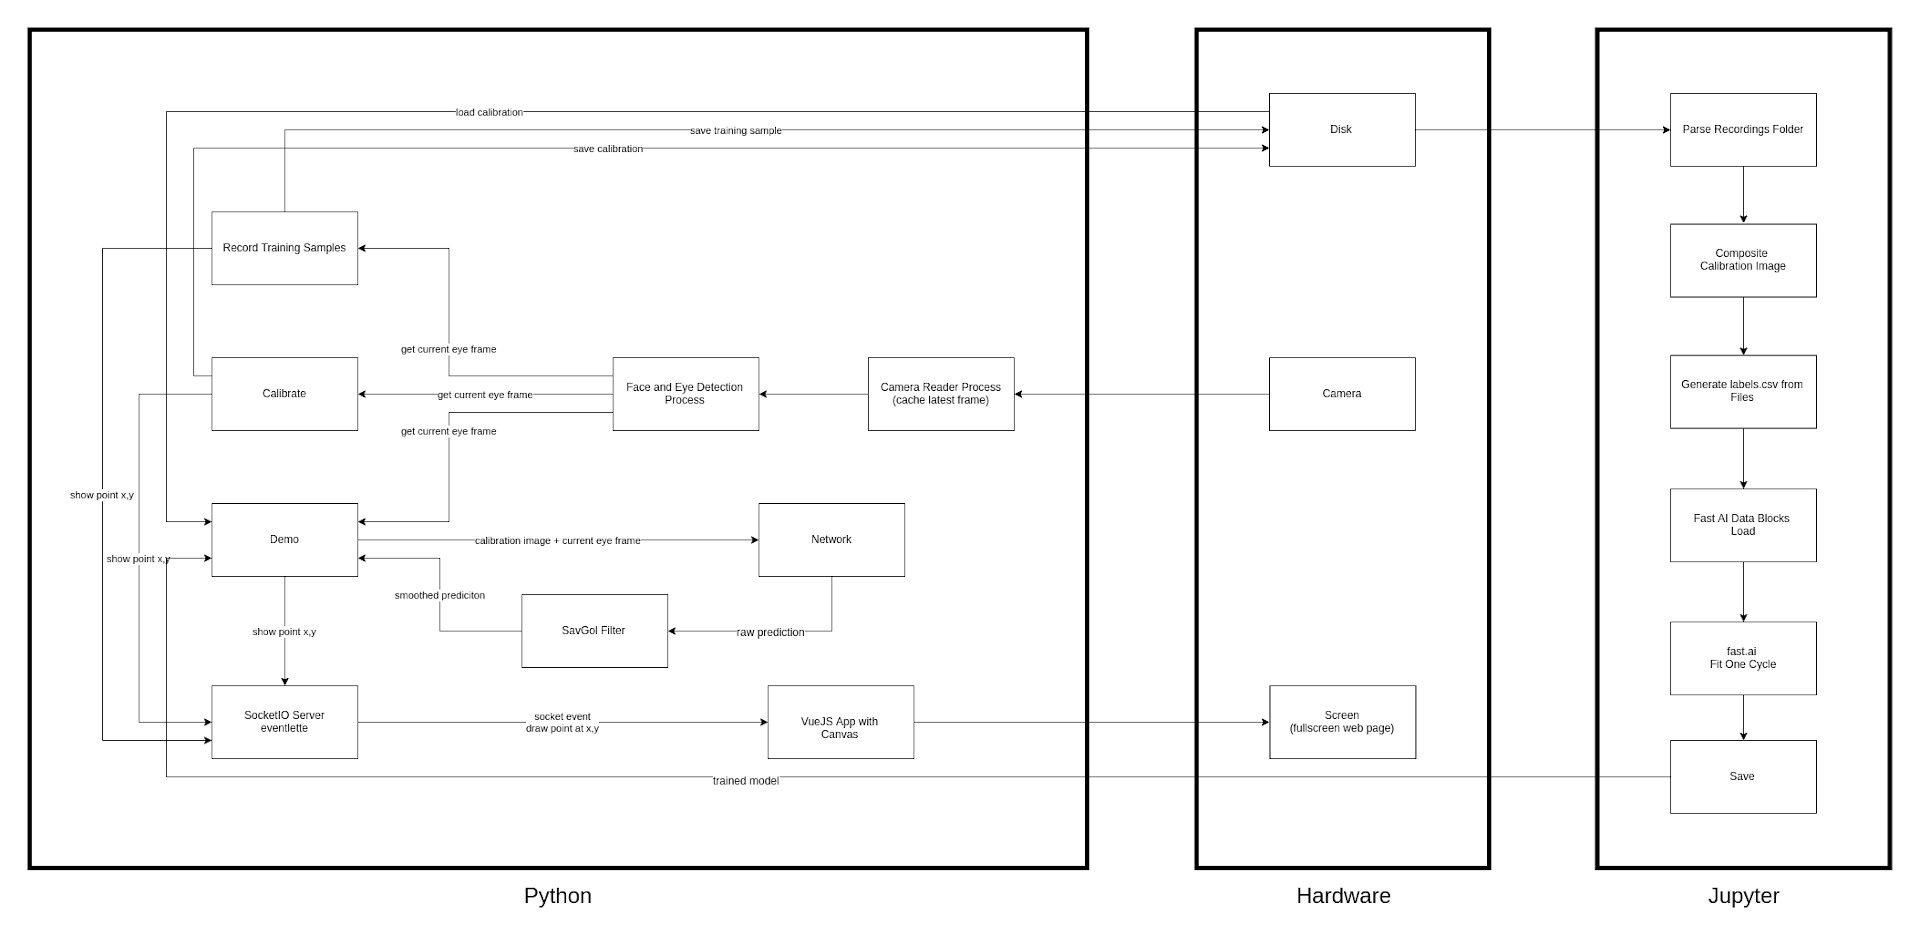 load calibration
save training sample
save calibration
Disk
Parse Recordings Folder
Record Training Samples
Composite
Calibration Image
get current eye frame
Calibrate
get current eye frame
Face and Eye Detection
Process
Camera Reader Process
(cache latest frame)
Camera
Generate labels.csv from
Files
get current eye frame
show point x,y
Demo
calibration image + current eye frame
Network
Fast AI Data Blocks
Load
show point x,y
smoothed prediciton
show point x,y
SavGol Filter
raw prediction
fast.ai
Fit One Cycle
SocketIO Server
eventlette
socket event
draw point at x,y
VueJS App with
Canvas
Screen
(fullscreen web page)
trained model
Save
Python
Hardware
Jupyter